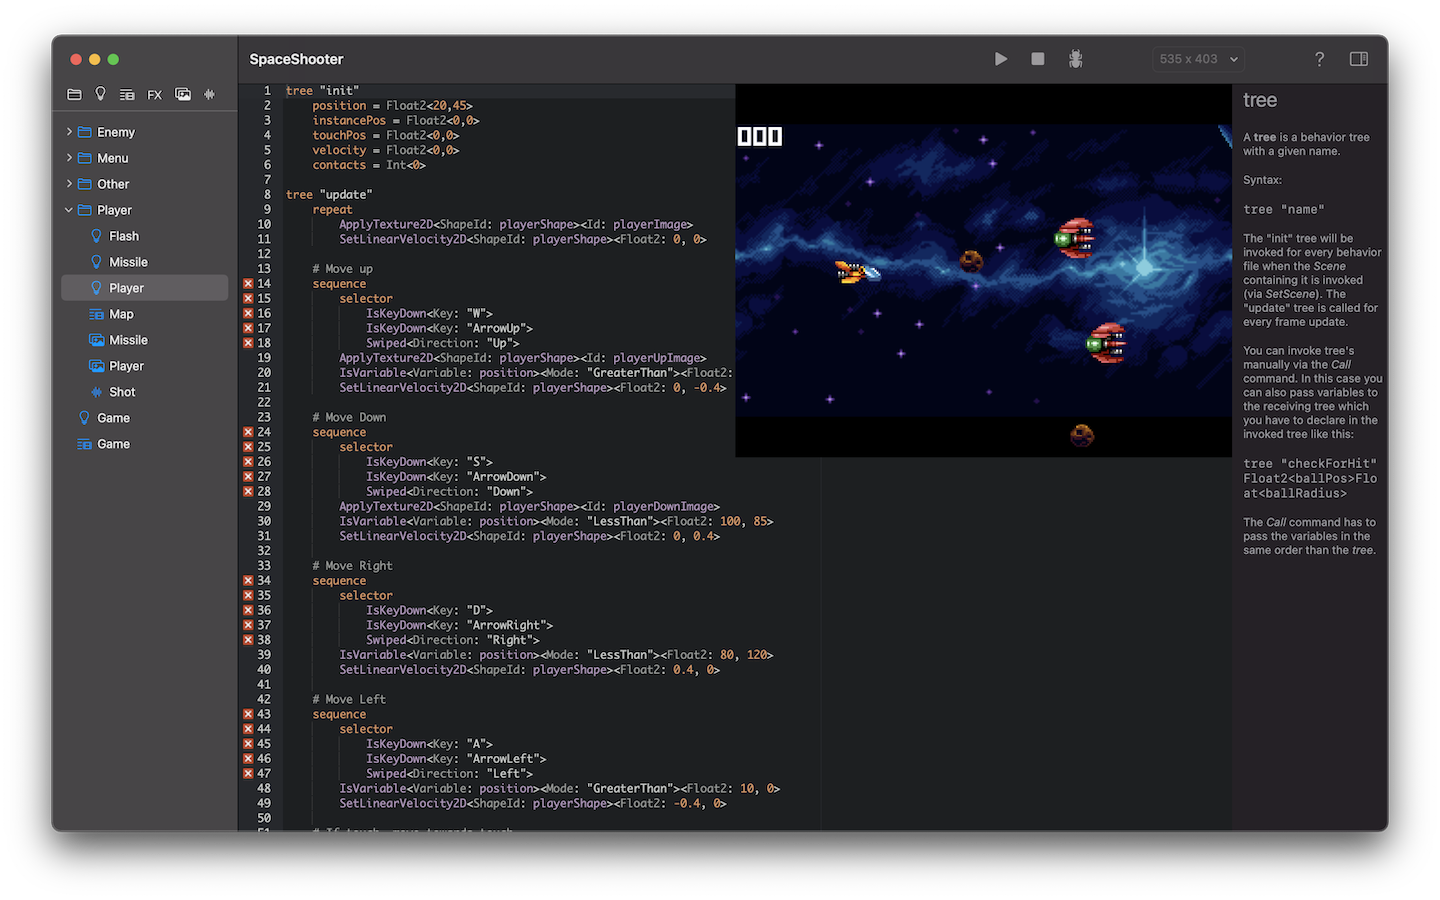 SpaceShooter
535 x 403
?
FX
Enemy
Menu
Other
Player
Flash
Missile
Player
Map
Missile
Player
Shot
Game
Game
1 tree "init"
2 position = Float2<20,45>
3 instancePos = Float2<0,0>
4 touchPos = Float2<0,0>
5 velocity = Float2<0,0>
6 contacts = Int<0>
7
8 tree "update"
9 repeat
10 ApplyTexture2D<ShapeId: playerShape><Id: playerImage>
11 SetLinearVelocity2D<ShapeId: playerShape><Float2: 0, 0>
12
13 # Move up
14 sequence
15 selector
16 IsKeyDown<Key: "W">
17 IsKeyDown<Key: "ArrowUp">
18 Swiped<Direction: "Up">
19 ApplyTexture2D<ShapeId: playerShape><Id: playerUpImage>
20 IsVariable<Variable: position><Mode: "GreaterThan"><Float2:
21 SetLinearVelocity2D<ShapeId: playerShape><Float2: 0, -0.4>
22
23 # Move Down
24 sequence
25 selector
26 IsKeyDown<Key: "S">
27 IsKeyDown<Key: "ArrowDown">
28 Swiped<Direction: "Down">
29 ApplyTexture2D<ShapeId: playerShape><Id: playerDownImage>
30 IsVariable<Variable: position><Mode: "LessThan"><Float2: 100, 85>
31 SetLinearVelocity2D<ShapeId: playerShape><Float2: 0, 0.4>
32
33 # Move Right
34 sequence
35 selector
36 IsKeyDown<Key: "D">
37 IsKeyDown<Key: "ArrowRight">
38 Swiped<Direction: "Right">
39 IsVariable<Variable: position><Mode: "LessThan"><Float2: 80, 120>
40 SetLinearVelocity2D<ShapeId: playerShape><Float2: 0.4, 0>
41
42 # Move Left
43 sequence
44 selector
45 IsKeyDown<Key: "A">
46 IsKeyDown<Key: "ArrowLeft">
47 Swiped<Direction: "Left">
48 IsVariable<Variable: position><Mode: "GreaterThan"><Float2: 10, 0>
49 SetLinearVelocity2D<ShapeId: playerShape><Float2: -0.4, 0>
50
51 # If touch, move towards touch
000
tree
A tree is a behavior tree
with a given name.
Syntax:
tree "name"
The "init" tree will be
invoked for every behavior
file when the Scene
containing it is invoked
(via SetScene). The
"update" tree is called for
every frame update.
You can invoke tree's
manually via the Call
command. In this case you
can also pass variables to
the receiving tree which
you have to declare in the
invoked tree like this:
tree "checkForHit"
Float2<ballPos>Flo
at<ballRadius>
The Call command has to
pass the variables in the
same order than the tree.